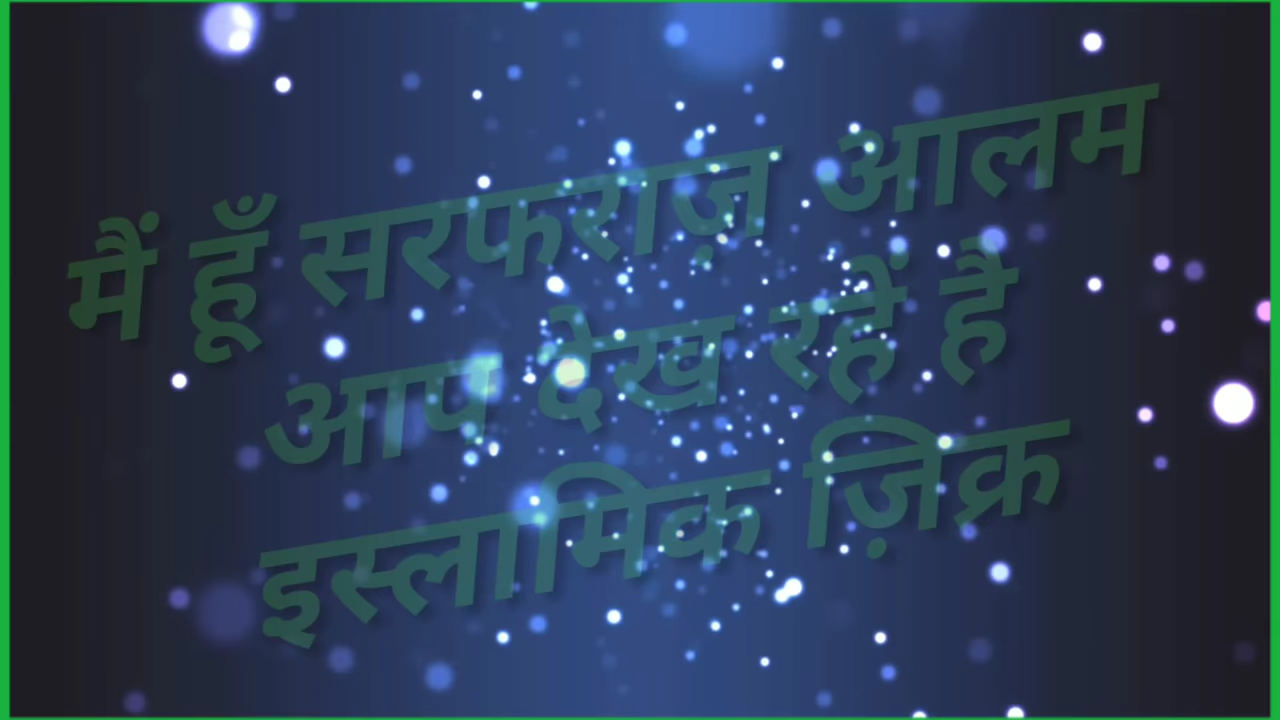 मैं हूँ सरफराज़ आलम
आप देख रहें है
इस्लामिक ज़िक्र